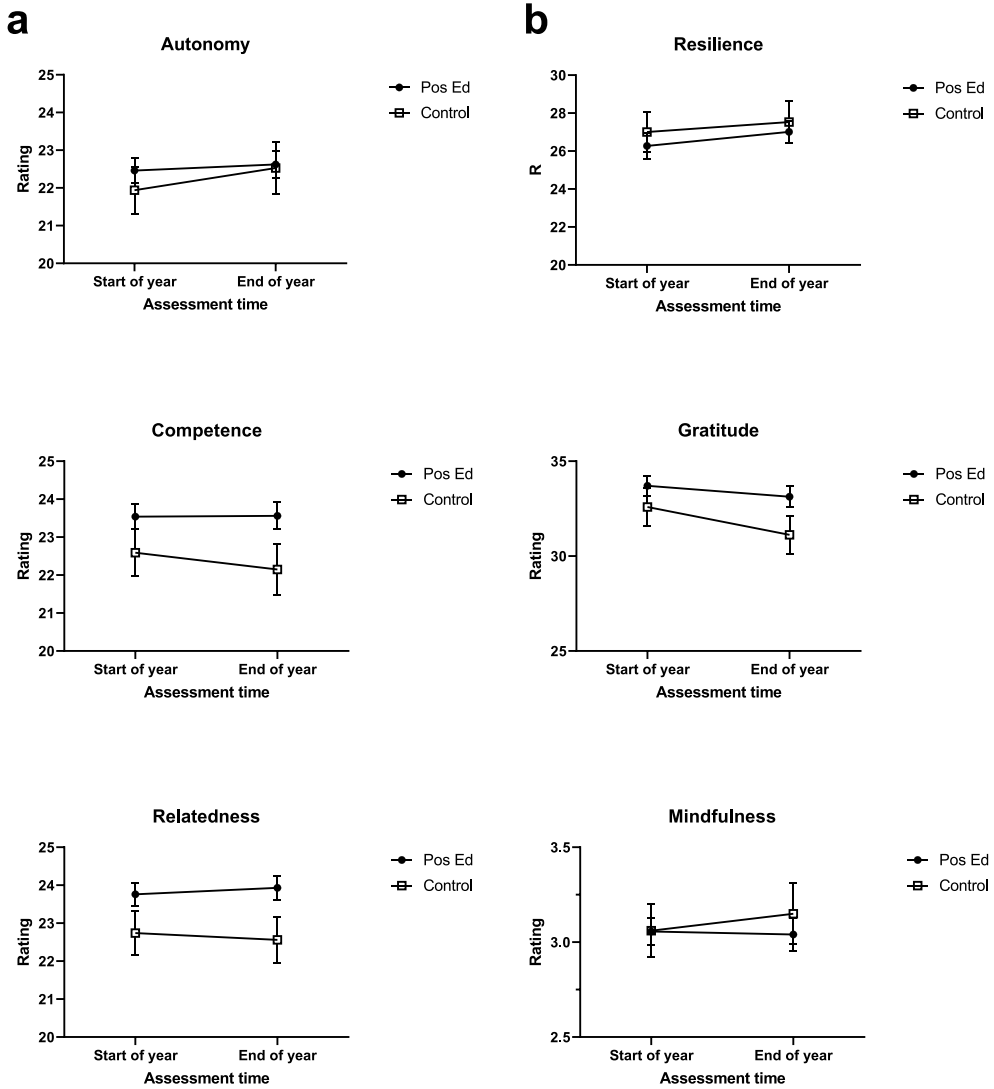 a
Autonomy
25
24
23
22
21
20
Rating
Start of year
End of year
Assessment time
Pos Ed
Control
b
Resilience
30
28
26
24
22
20
R
Start of year
End of year
Assessment time
Pos Ed
Control
Competence
25
24
23
22
21
20
Rating
Start of year
End of year
Assessment time
Pos Ed
Control
Gratitude
35
30
25
Rating
Start of year
End of year
Assessment time
Pos Ed
Control
Relatedness
25
24
23
22
21
20
Rating
Start of year
End of year
Assessment time
Pos Ed
Control
Mindfulness
3.5
3.0
2.5
Rating
Start of year
End of year
Assessment time
Pos Ed
Control